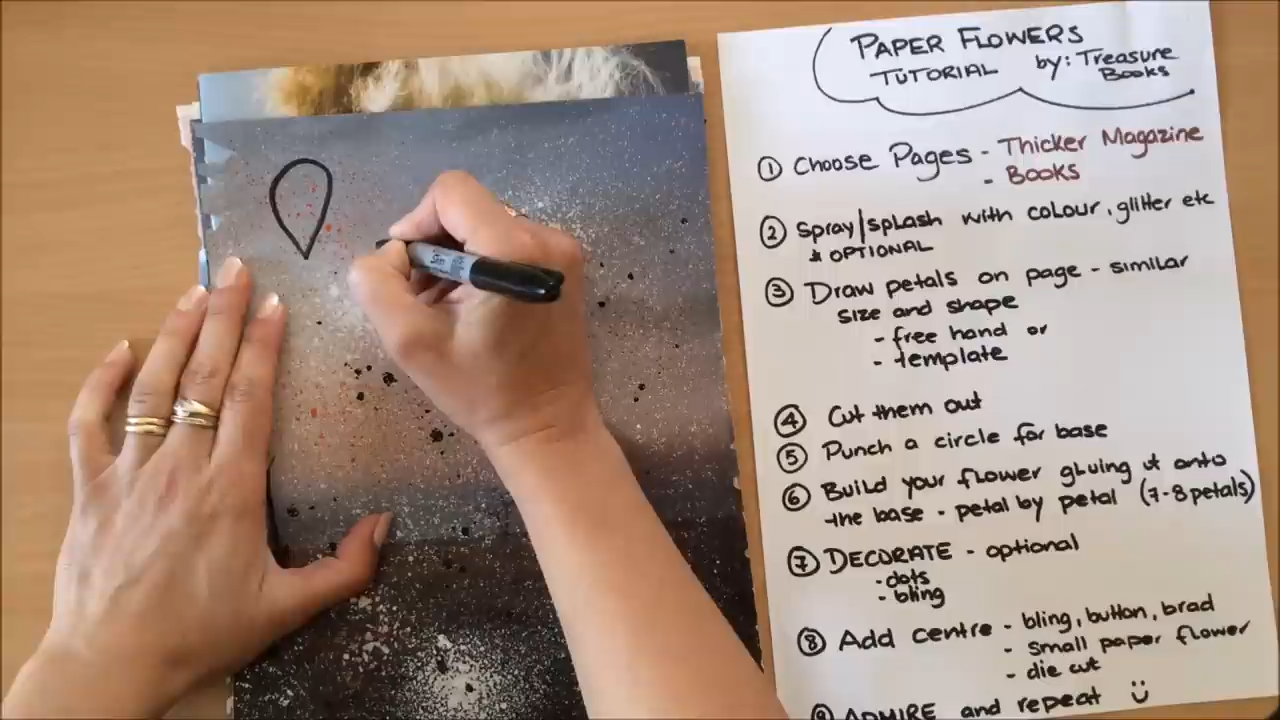 PAPER FLOWERS
TUTORIAL by: Treasure Books
① Choose Pages - Thicker Magazine
- Books
② Spray/splash with colour, glitter etc
* OPTIONAL
③ Draw petals on page - similar
size and shape
- free hand or
- template
④ Cut them out
⑤ Punch a circle for base
⑥ Build your flower gluing it onto
the base - petal by petal (7-8 petals)
⑦ DECORATE - optional
- dots
- bling
⑧ Add centre - bling, button, brad
- small paper flower
- die cut
⑨ ADMIRE and repeat